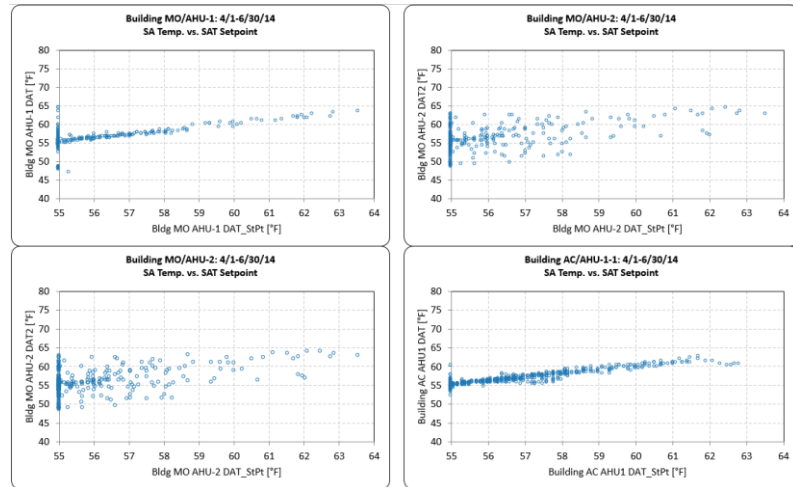 Building MO/AHU-1: 4/1-6/30/14
SA Temp. vs. SAT Setpoint
80
75
70
65
60
55
50
45
40
Bldg MO AHU-1 DAT [°F]
55 56 57 58 59 60 61 62 63 64
Bldg MO AHU-1 DAT_StPt [°F]
Building MO/AHU-2: 4/1-6/30/14
SA Temp. vs. SAT Setpoint
80
75
70
65
60
55
50
45
40
Bldg MO AHU-2 DAT2 [°F]
55 56 57 58 59 60 61 62 63 64
Bldg MO AHU-2 DAT_StPt [°F]
Building MO/AHU-2: 4/1-6/30/14
SA Temp. vs. SAT Setpoint
80
75
70
65
60
55
50
45
40
Bldg MO AHU-2 DAT2 [°F]
55 56 57 58 59 60 61 62 63 64
Bldg MO AHU-2 DAT_StPt [°F]
Building AC/AHU-1-1: 4/1-6/30/14
SA Temp. vs. SAT Setpoint
80
75
70
65
60
55
50
45
40
Building AC AHU1 DAT [°F]
55 56 57 58 59 60 61 62 63 64
Building AC AHU1 DAT_StPt [°F]